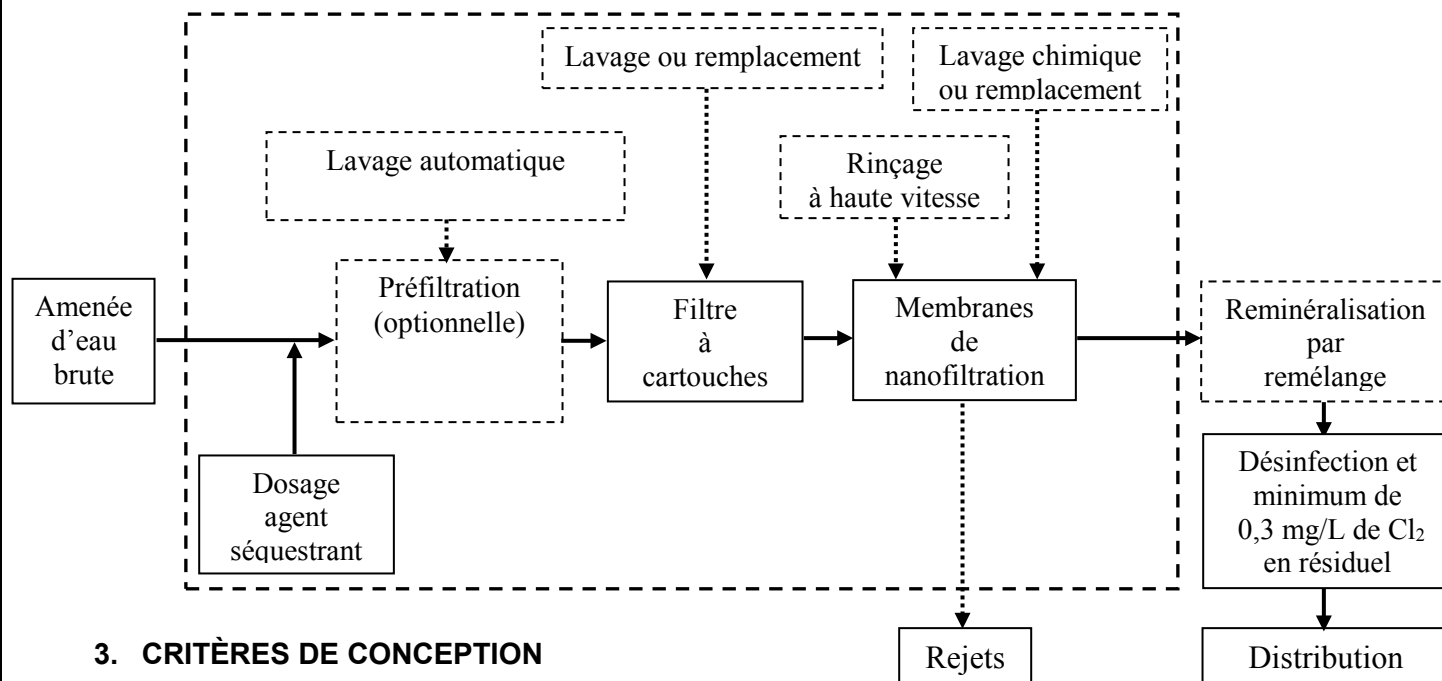 Lavage ou remplacement
Lavage chimique
ou remplacement
Lavage automatique
Rinçage
à haute vitesse
Amenée
d’eau
brute
Préfiltration
(optionnelle)
Filtre
à
cartouches
Membranes
de
nanofiltration
Reminéralisation
par
remélange
Dosage
agent
séquestrant
Désinfection et
minimum de
0,3 mg/L de Cl₂
en résiduel
3. CRITÈRES DE CONCEPTION
Rejets
Distribution